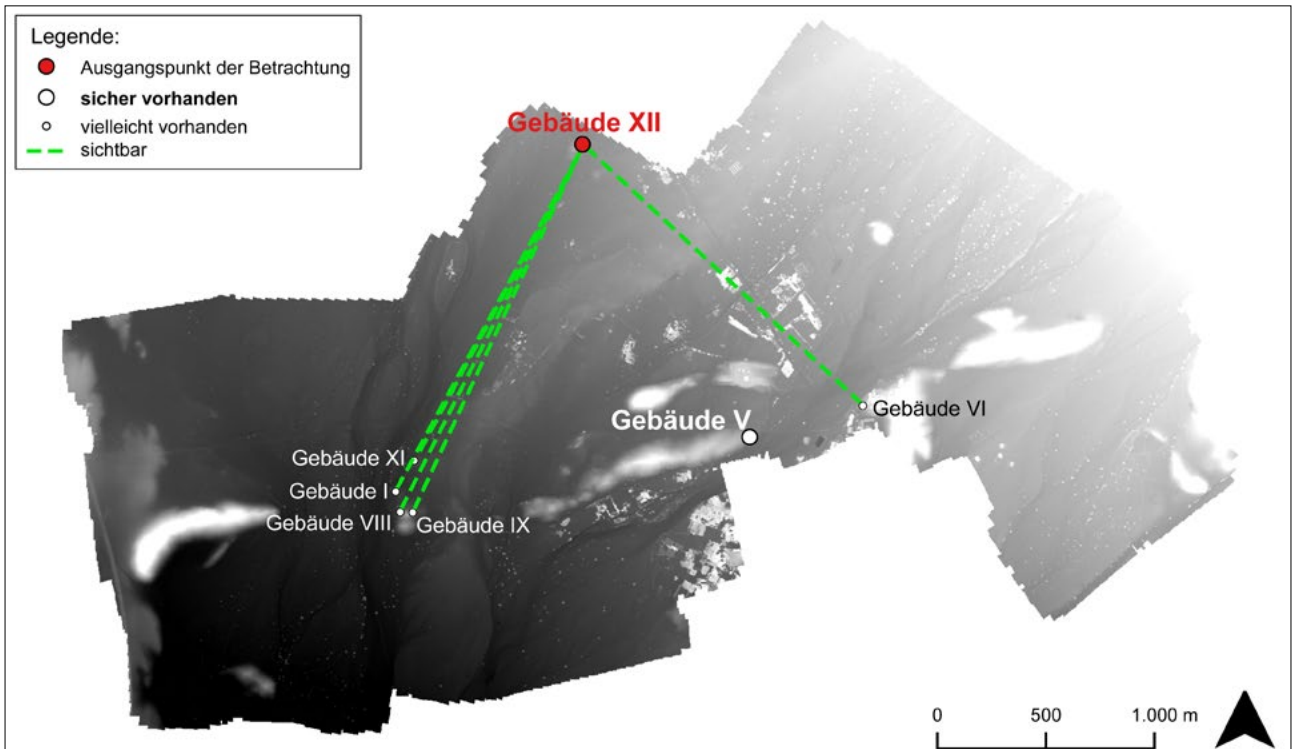 Legende:
Ausgangspunkt der Betrachtung
sicher vorhanden
vielleicht vorhanden
sichtbar
Gebäude XII
Gebäude VI
Gebäude V
Gebäude XI
Gebäude I
Gebäude VIII
Gebäude IX
0 500 1.000 m